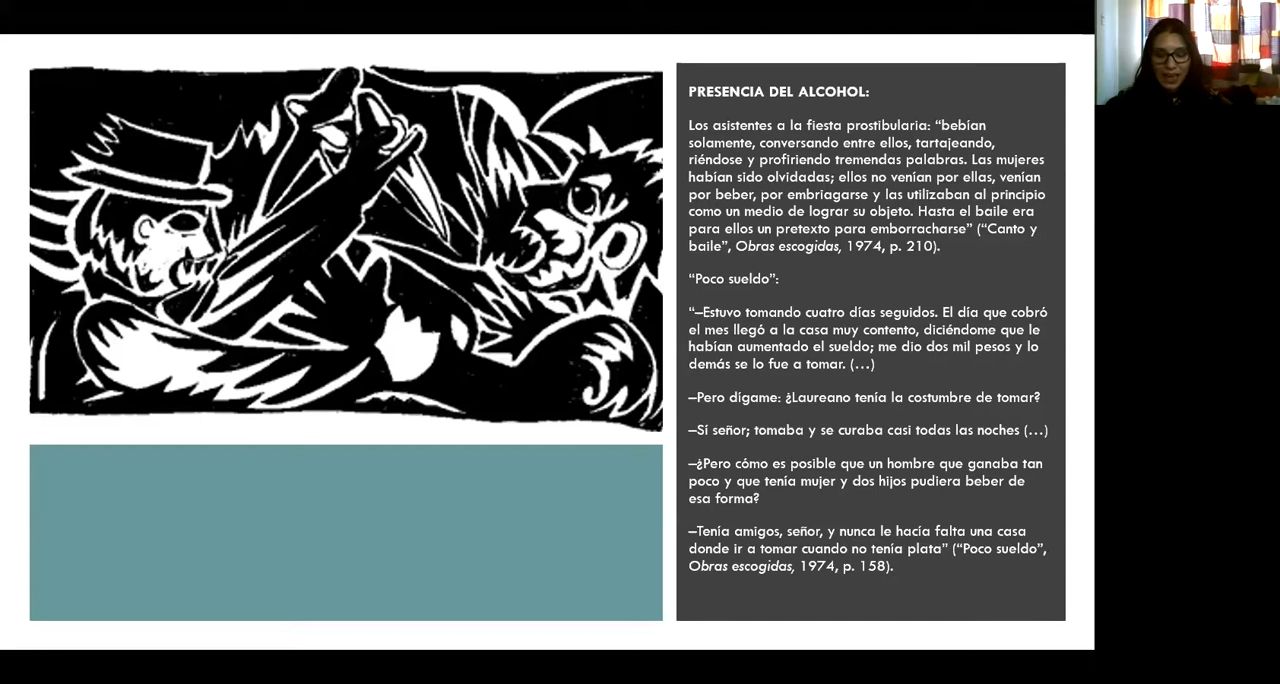 PRESENCIA DEL ALCOHOL:
Los asistentes a la fiesta prostibularia: “bebían
solamente, conversando entre ellos, tartajeando,
riéndose y profiriendo tremendas palabras. Las mujeres
habían sido olvidadas; ellos no venían por ellas, venían
por beber, por embriagarse y las utilizaban al principio
como un medio de lograr su objeto. Hasta el baile era
para ellos un pretexto para emborracharse” (“Canto y
baile”, Obras escogidas, 1974, p. 210).
“Poco sueldo”:
“–Estuvo tomando cuatro días seguidos. El día que cobró
el mes llegó a la casa muy contento, diciéndome que le
habían aumentado el sueldo; me dio dos mil pesos y lo
demás se lo fue a tomar. (…)
–Pero dígame: ¿Laureano tenía la costumbre de tomar?
–Sí señor; tomaba y se curaba casi todas las noches (…)
–¿Pero cómo es posible que un hombre que ganaba tan
poco y que tenía mujer y dos hijos pudiera beber de
esa forma?
–Tenía amigos, señor, y nunca le hacía falta una casa
donde ir a tomar cuando no tenía plata” (“Poco sueldo”,
Obras escogidas, 1974, p. 158).